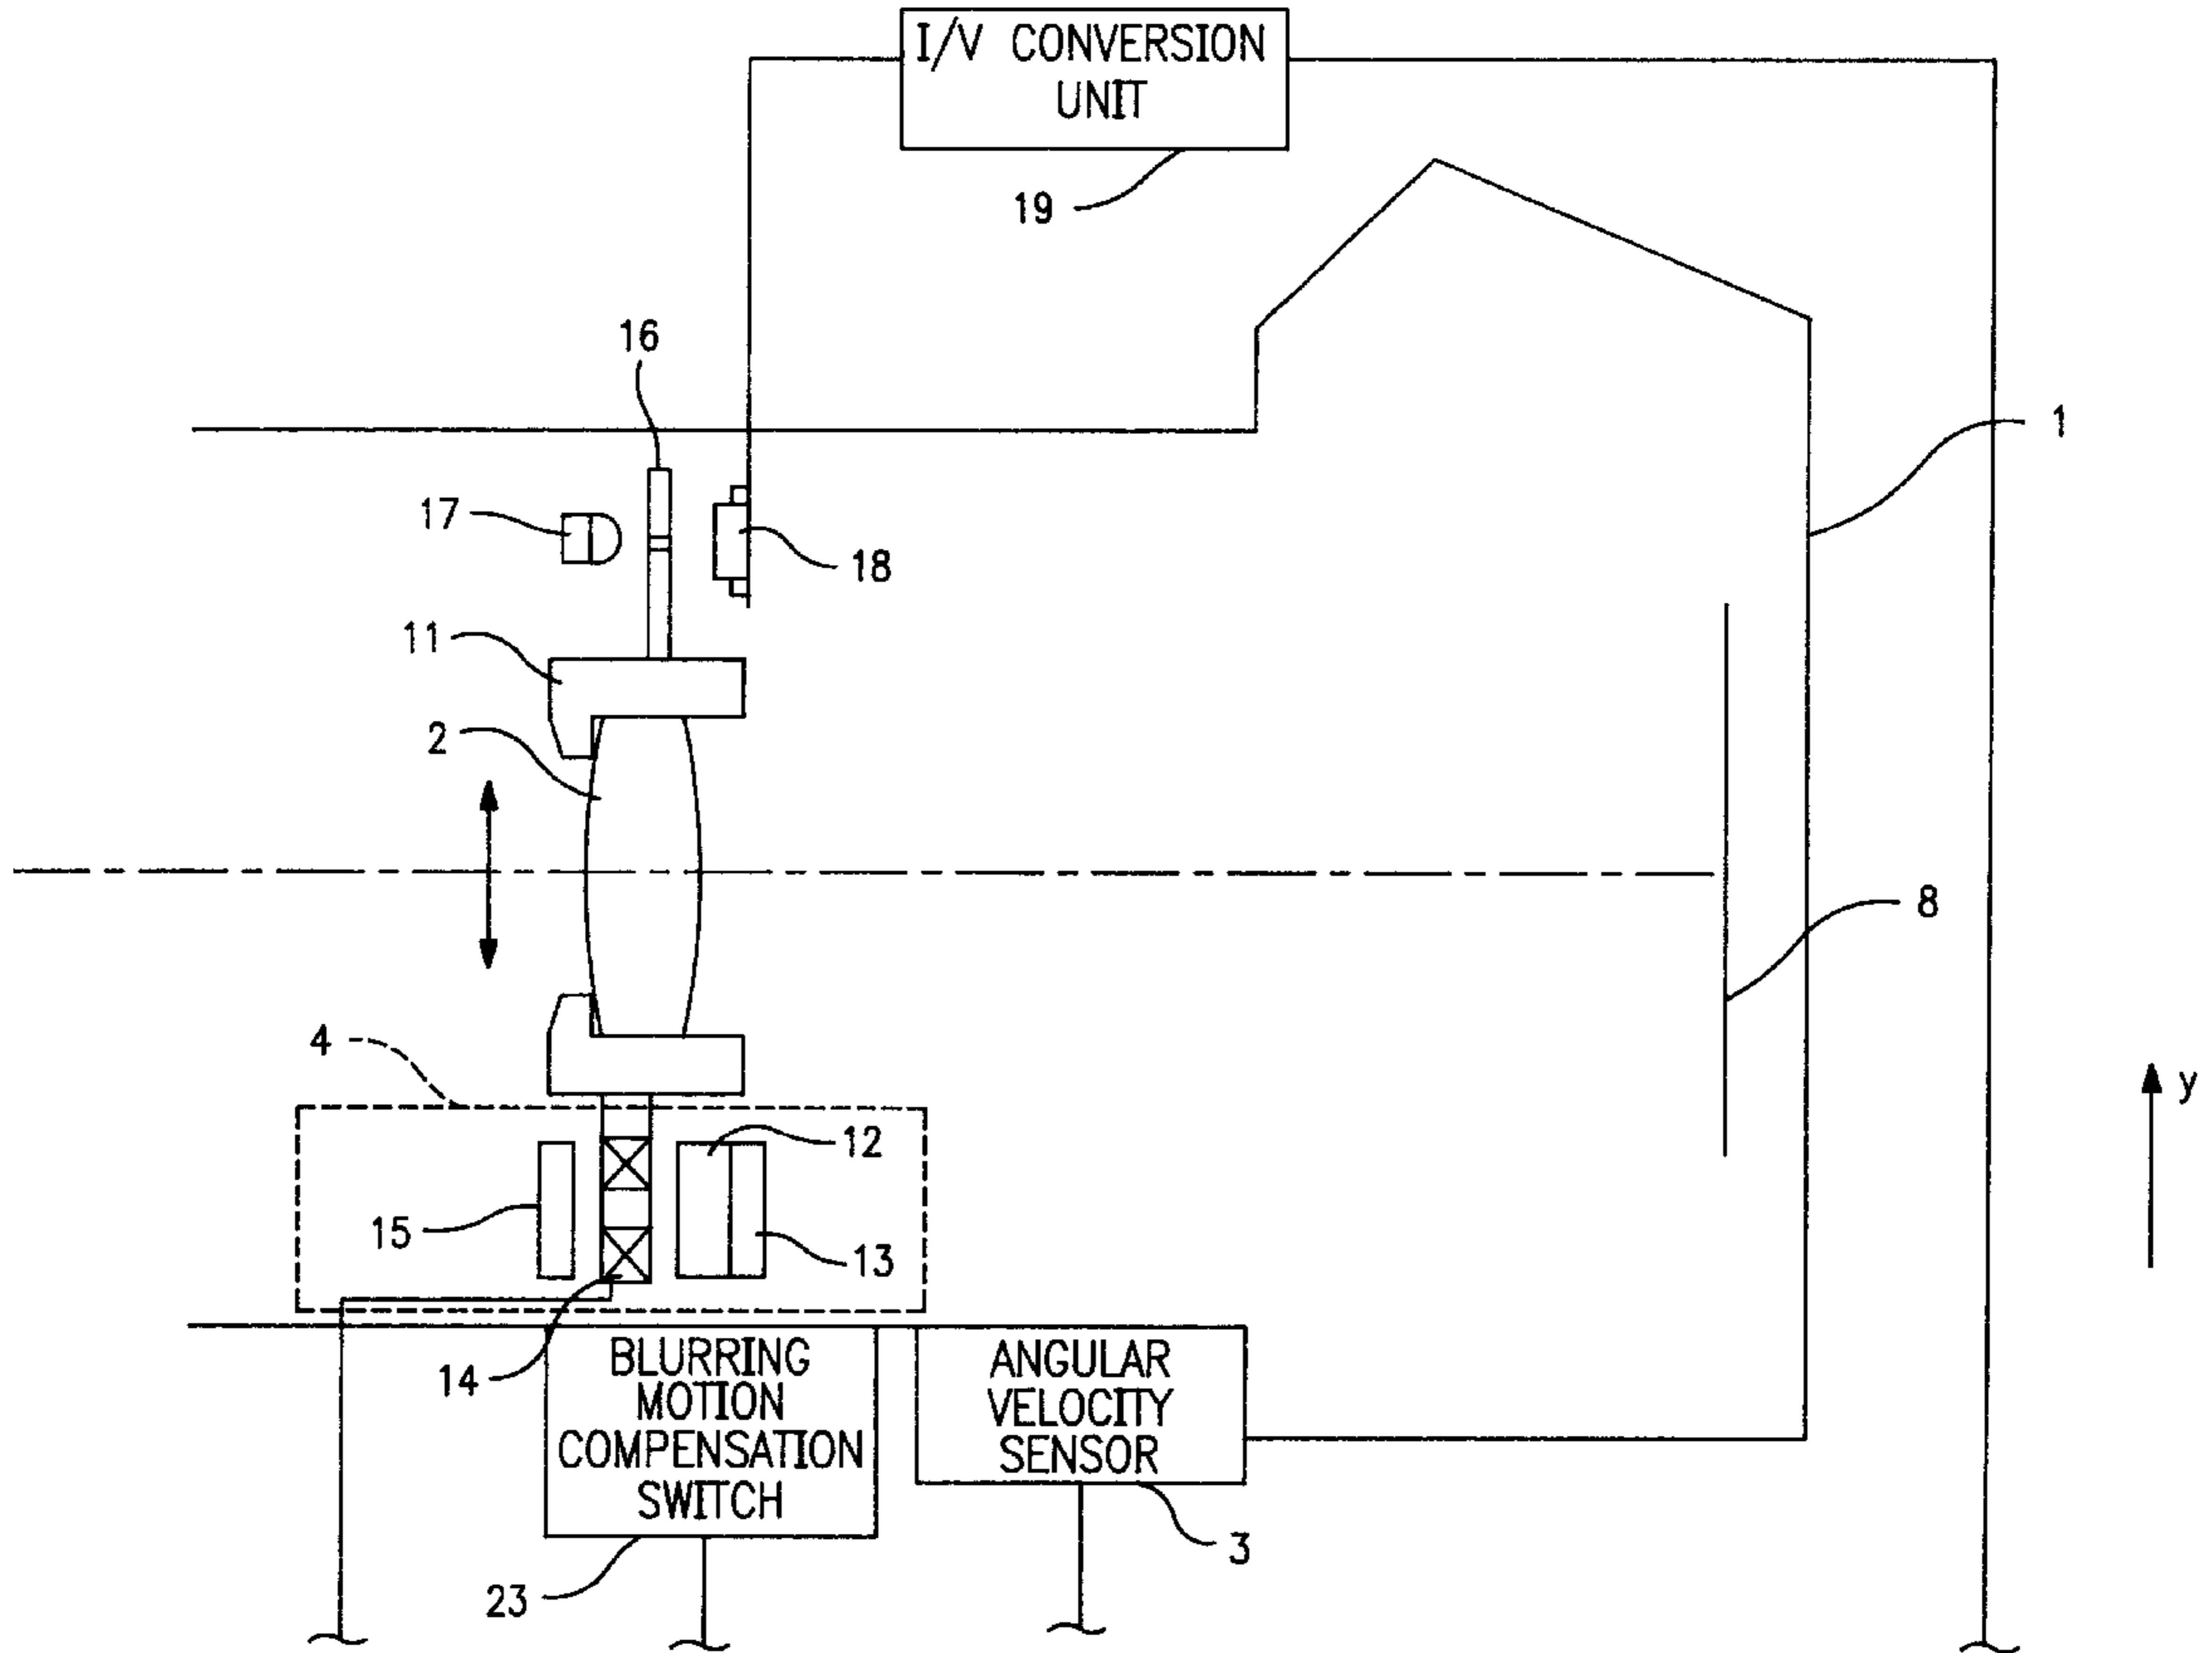 I/V CONVERSION
UNIT
19
16
1
17
18
11
2
8
4
y
12
15
13
14
BLURRING
MOTION
COMPENSATION
SWITCH
ANGULAR
VELOCITY
SENSOR
3
23